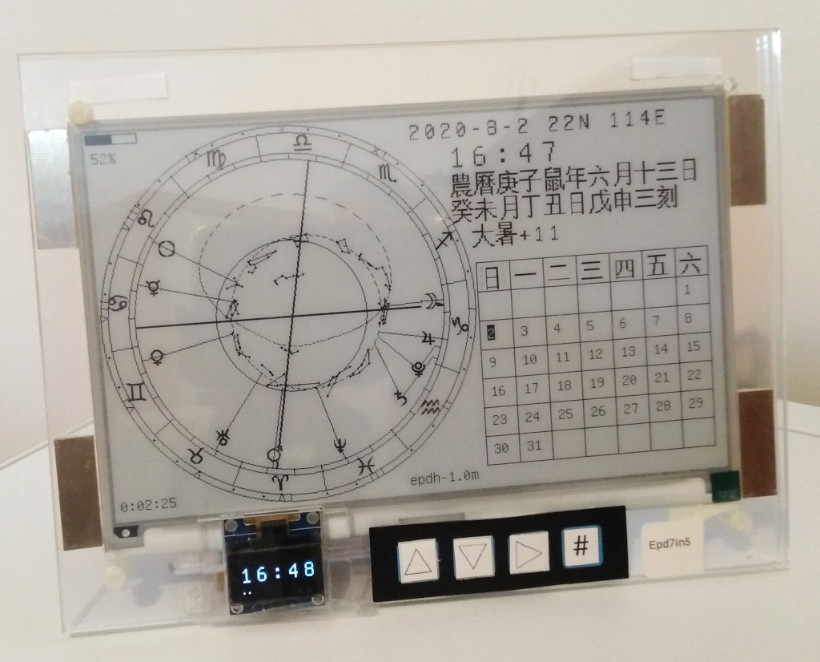 52%
2020-8-2 22N 114E
16:47
農曆庚子鼠年六月十三日
癸未月丁丑日戊申三刻
大暑+11
日 一 二 三 四 五 六
1
2 3 4 5 6 7 8
9 10 11 12 13 14 15
16 17 18 19 20 21 22
23 24 25 26 27 28 29
30 31
0:02:25
epdh-1.0m
16:48
#
Epd7in5